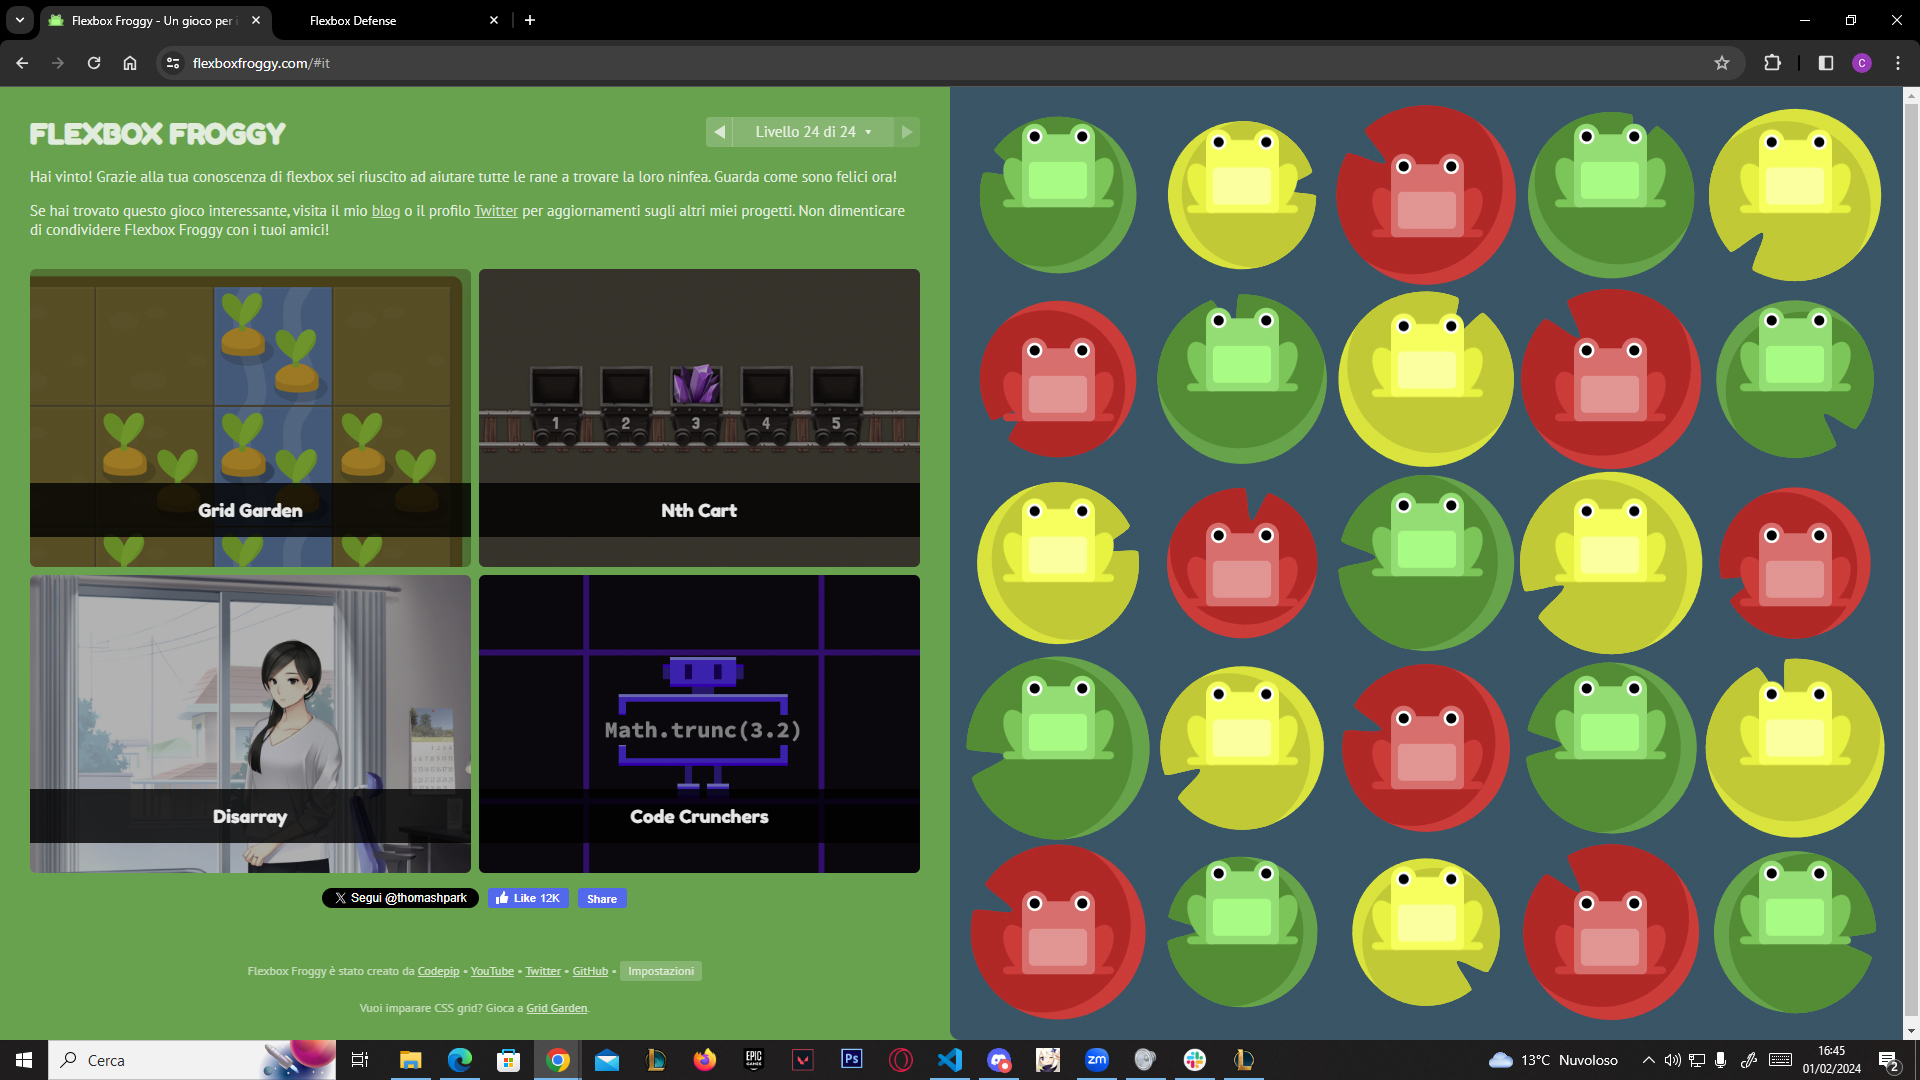 Flexbox Froggy - Un gioco per i
Flexbox Defense
flexboxfroggy.com/#it
C
FLEXBOX FROGGY
Livello 24 di 24
Hai vinto! Grazie alla tua conoscenza di flexbox sei riuscito ad aiutare tutte le rane a trovare la loro ninfea. Guarda come sono felici ora!
Se hai trovato questo gioco interessante, visita il mio blog o il profilo Twitter per aggiornamenti sugli altri miei progetti. Non dimenticare
di condividere Flexbox Froggy con i tuoi amici!
1 2 3 4 5
Grid Garden
Nth Cart
Math.trunc(3.2)
Disarray
Code Crunchers
X Segui @thomashpark
Like 12K
Share
Flexbox Froggy è stato creato da Codepip • YouTube • Twitter • GitHub • Impostazioni
Vuoi imparare CSS grid? Gioca a Grid Garden.
Cerca
EPIC GAMES
Ps
zm
13°C Nuvoloso
16:45
01/02/2024
2